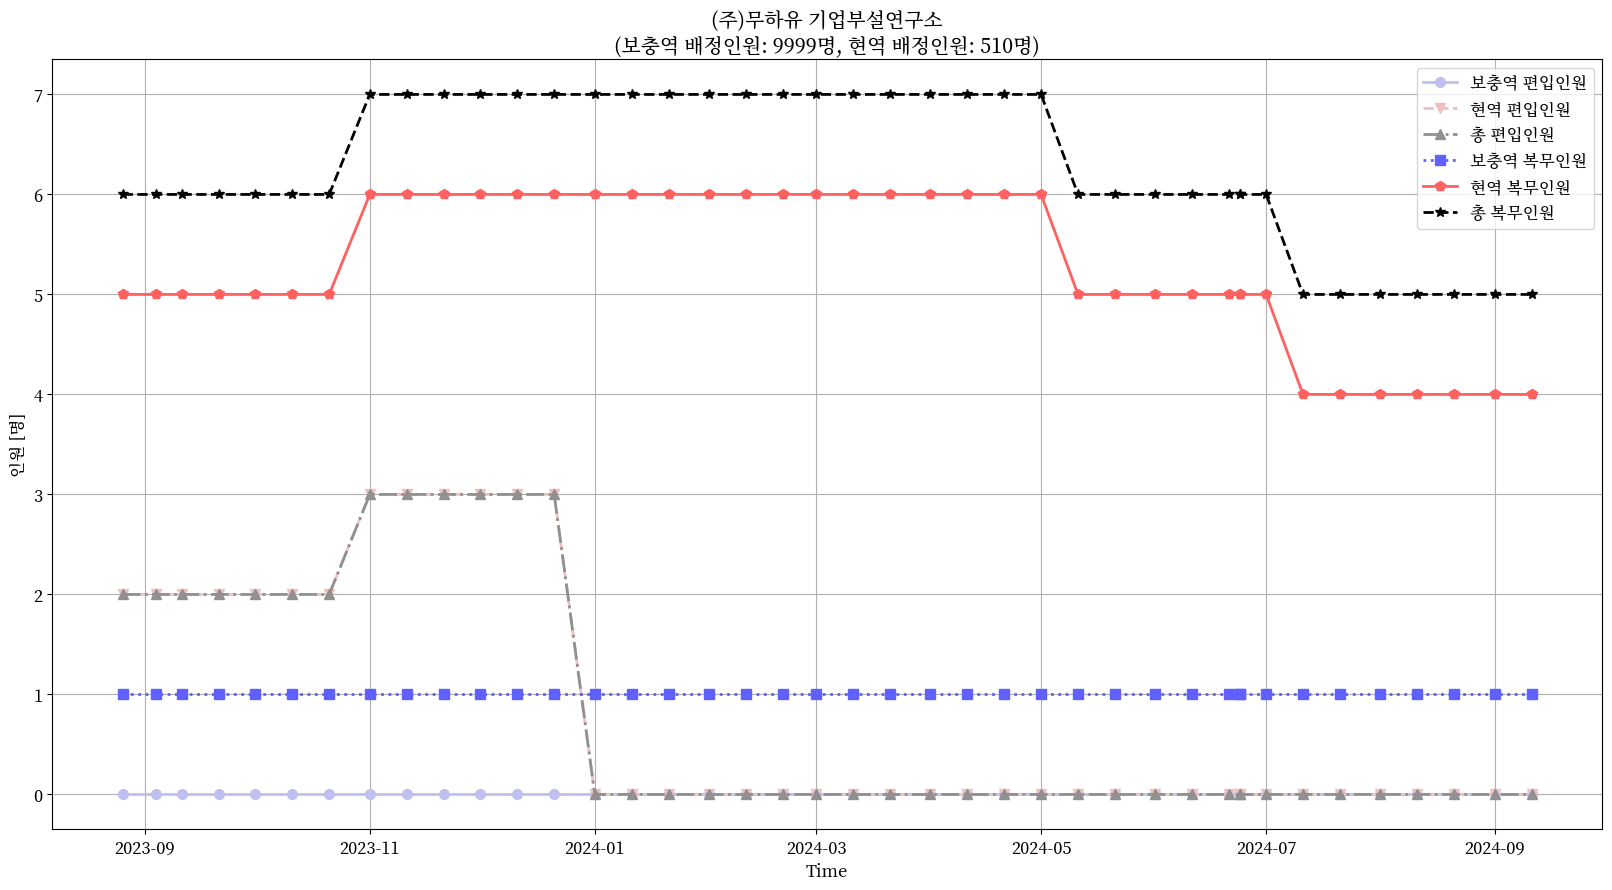 (주)무하유 기업부설연구소
(보충역 배정인원: 9999명, 현역 배정인원: 510명)
보충역 편입인원
현역 편입인원
총 편입인원
보충역 복무인원
현역 복무인원
총 복무인원
인원 [명]
7
6
5
4
3
2
1
0
2023-09
2023-11
2024-01
2024-03
2024-05
2024-07
2024-09
Time